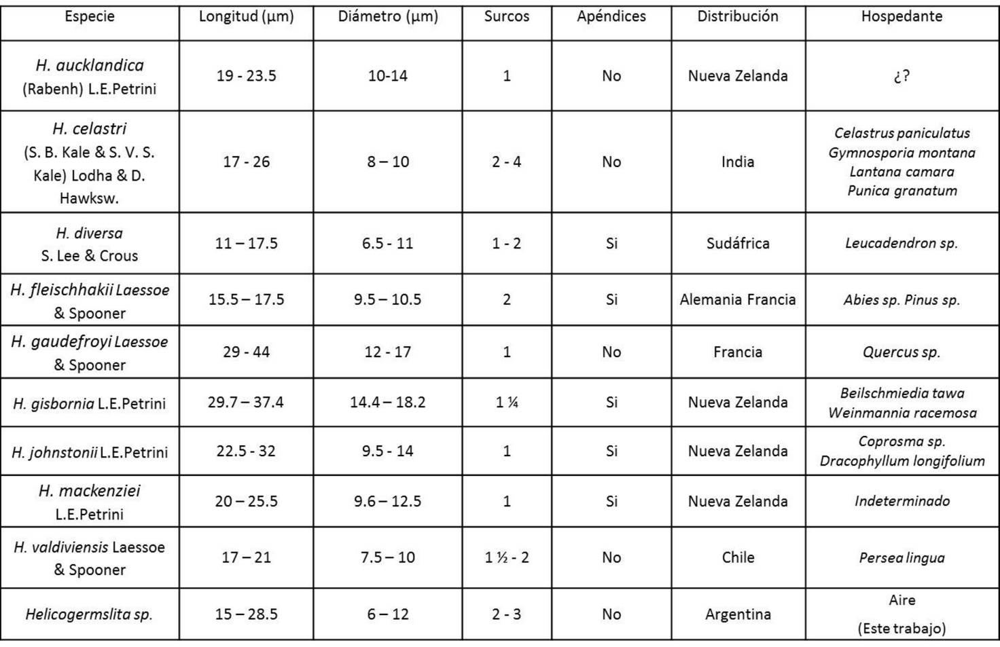 Especie Longitud (µm) Diámetro (µm) Surcos Apéndices Distribución Hospedante
H. aucklandica
(Rabenh) L.E.Petrini
19 - 23.5
10-14
1
No
Nueva Zelanda
¿?
H. celastri
(S. B. Kale & S. V. S.
Kale) Lodha & D.
Hawksw.
17 - 26
8 – 10
2 - 4
No
India
Celastrus paniculatus
Gymnosporia montana
Lantana camara
Punica granatum
H. diversa
S. Lee & Crous
11 – 17.5
6.5 - 11
1 - 2
Si
Sudáfrica
Leucadendron sp.
H. fleischhakii Laessoe
& Spooner
15.5 – 17.5
9.5 – 10.5
2
Si
Alemania Francia
Abies sp. Pinus sp.
H. gaudefroyi Laessoe
& Spooner
29 - 44
12 - 17
1
No
Francia
Quercus sp.
H. gisbornia L.E.Petrini
29.7 – 37.4
14.4 – 18.2
1 ¼
Si
Nueva Zelanda
Beilschmiedia tawa
Weinmannia racemosa
H. johnstonii L.E.Petrini
22.5 - 32
9.5 - 14
1
Si
Nueva Zelanda
Coprosma sp.
Dracophyllum longifolium
H. mackenziei
L.E.Petrini
20 – 25.5
9.6 – 12.5
1
Si
Nueva Zelanda
Indeterminado
H. valdiviensis Laessoe
& Spooner
17 – 21
7.5 – 10
1 ½ - 2
No
Chile
Persea lingua
Helicogermslita sp.
15 – 28.5
6 – 12
2 - 3
No
Argentina
Aire
(Este trabajo)